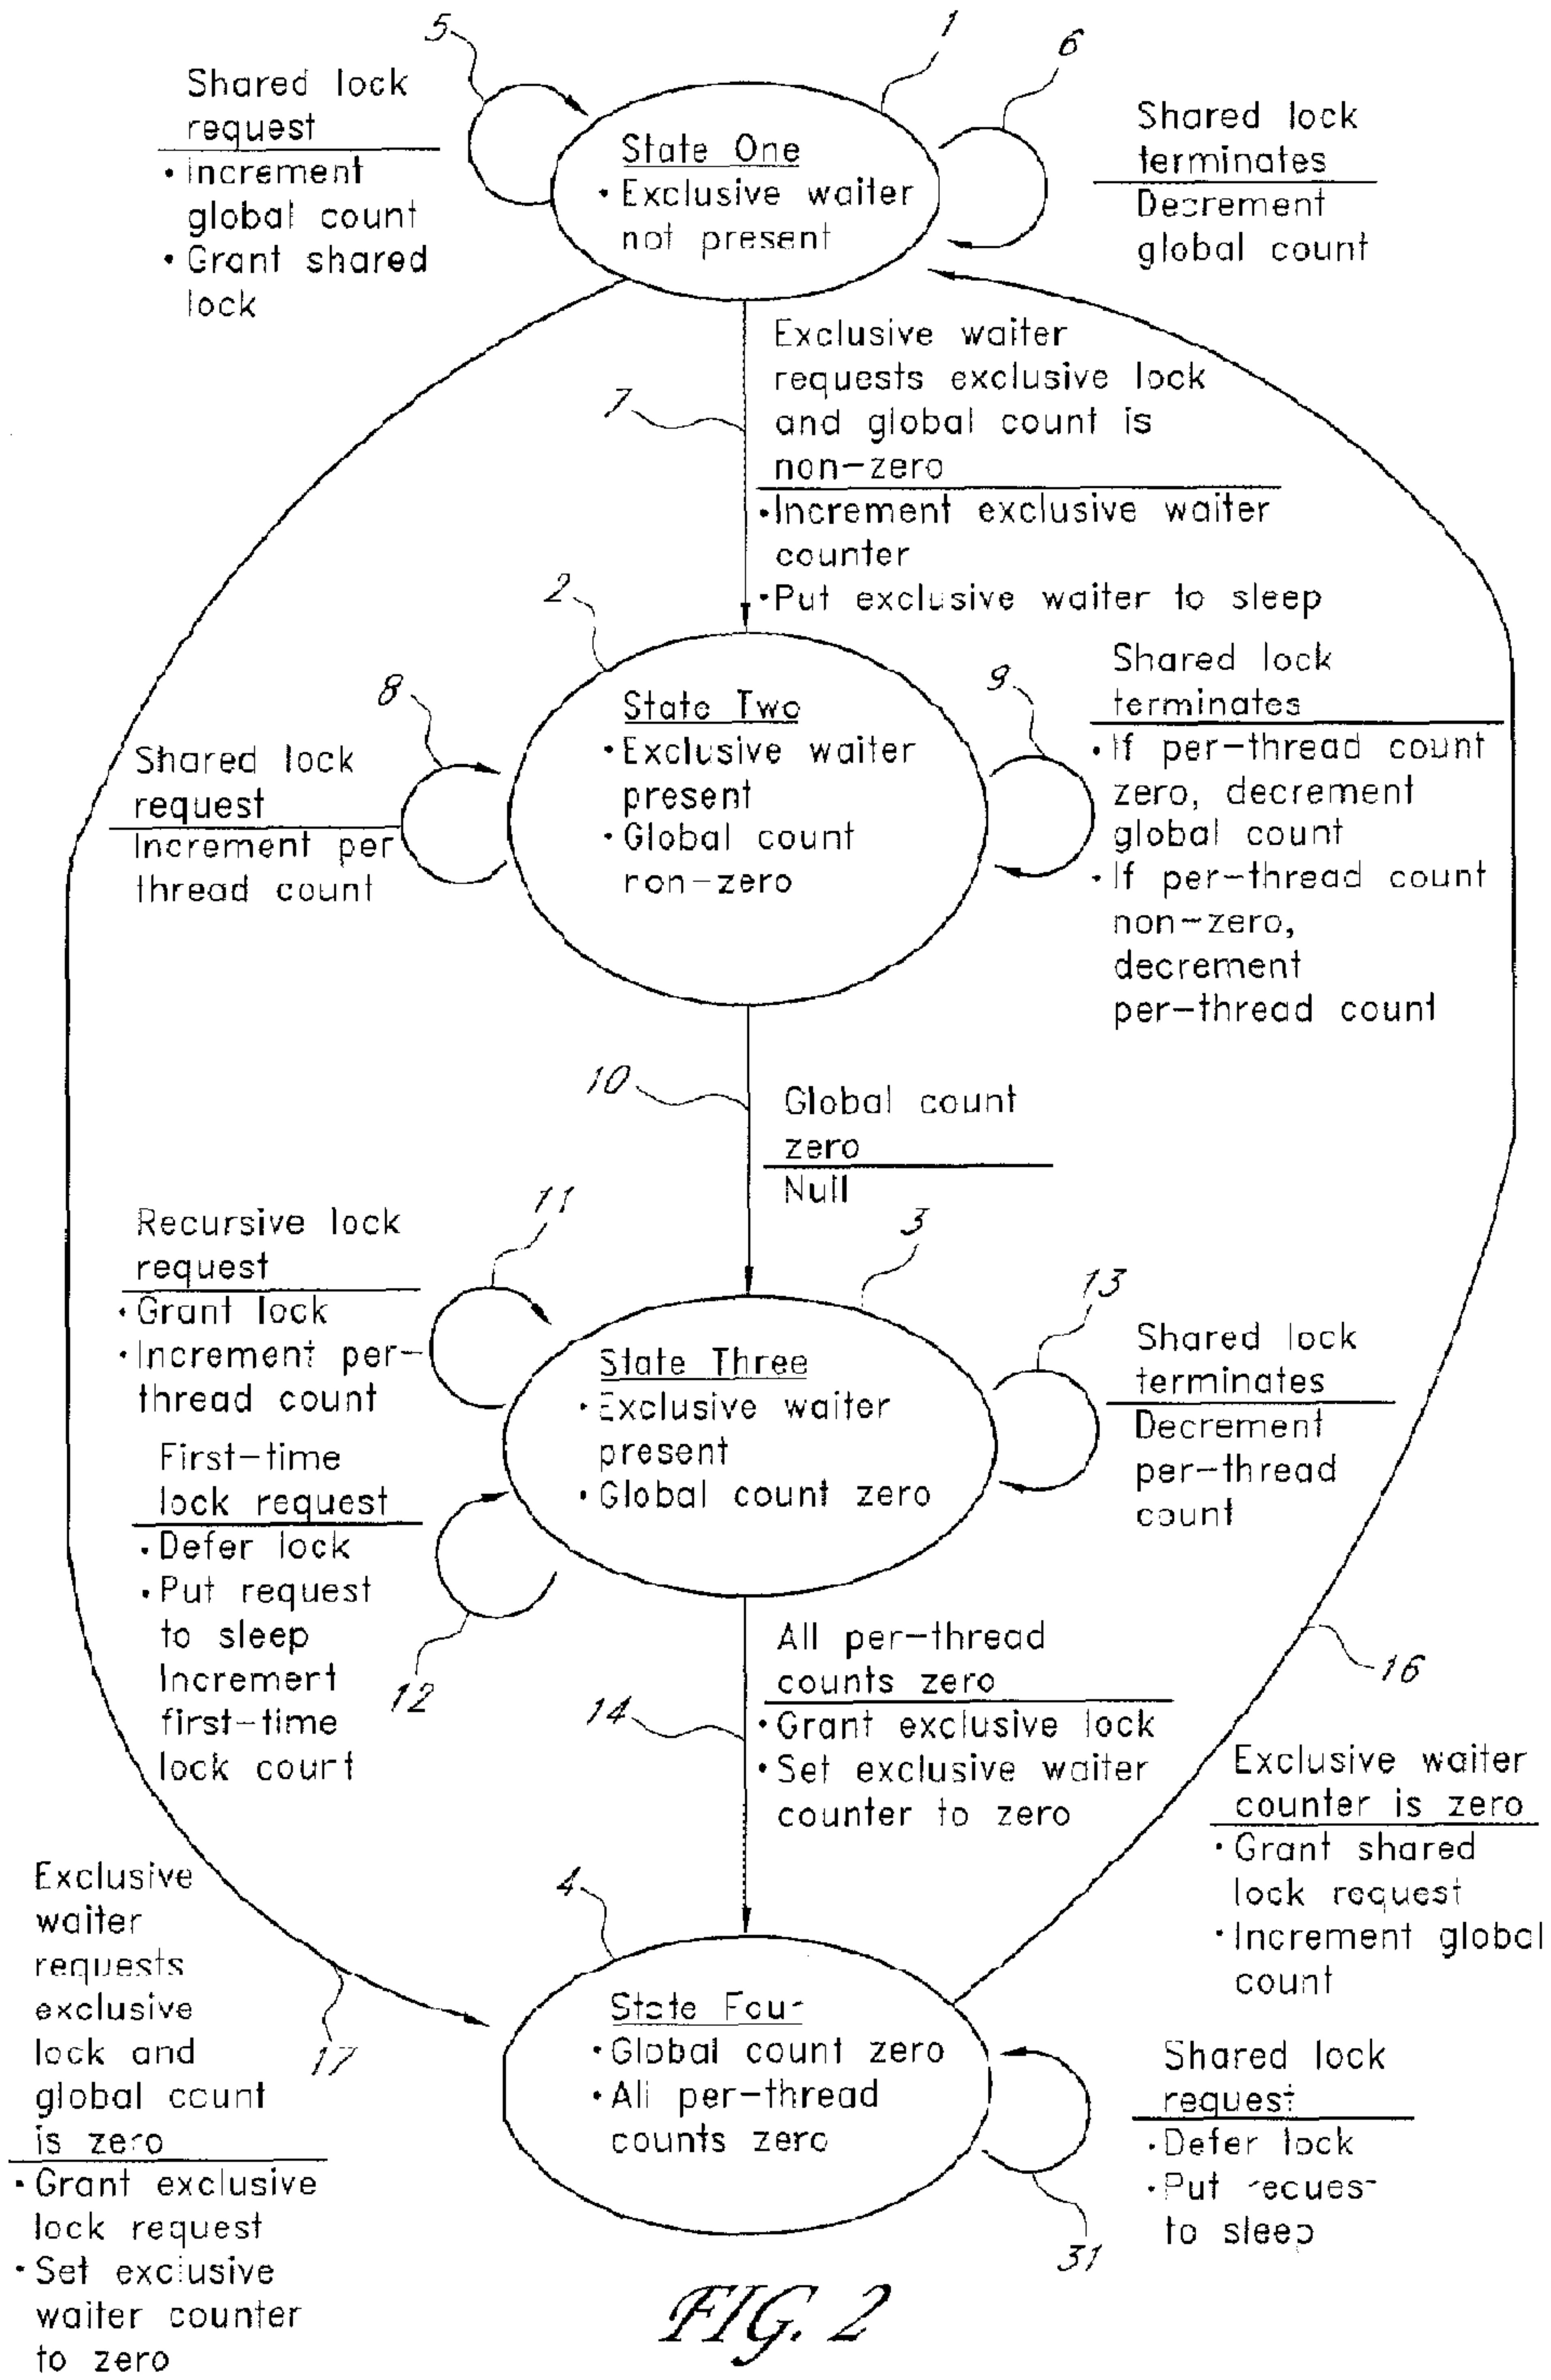 5
1
6
Shared lock
request
• Increment
global count
• Grant shared
lock
State One
• Exclusive waiter
not present
Shared lock
terminates
Decrement
global count
7
Exclusive waiter
requests exclusive lock
and global count is
non-zero
• Increment exclusive waiter
counter
• Put exclusive waiter to sleep
2
8
9
Shared lock
request
Increment per
thread count
State Two
• Exclusive waiter
present
• Global count
non-zero
Shared lock
terminates
• If per-thread count
zero, decrement
global count
• If per-thread count
non-zero,
decrement
per-thread count
10
Global count
zero
Null
11
3
13
Recursive lock
request
• Grant lock
• Increment per-
thread count
First-time
lock request
• Defer lock
• Put request
to sleep
Increment
first-time
lock count
12
State Three
• Exclusive waiter
present
• Global count zero
Shared lock
terminates
Decrement
per-thread
count
14
All per-thread
counts zero
• Grant exclusive lock
• Set exclusive waiter
counter to zero
16
Exclusive waiter
counter is zero
• Grant shared
lock request
• Increment global
count
Exclusive
waiter
requests
exclusive
lock and
global count
is zero
• Grant exclusive
lock request
• Set exclusive
waiter counter
to zero
17
4
State Four
• Global count zero
• All per-thread
counts zero
Shared lock
request
• Defer lock
• Put request
to sleep
31
FIG. 2